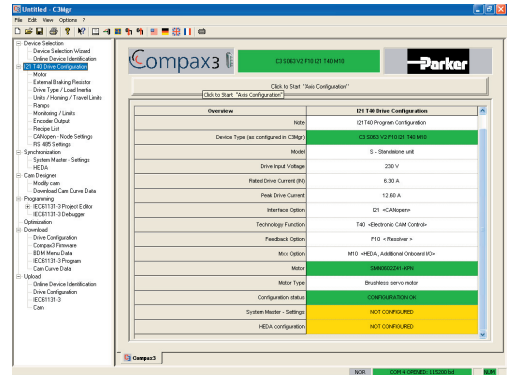 Untitled - C3Mgr
File Edit View Options ?
Device Selection
Device Selection Wizard
Online Device Identification
I21 T40 Drive - Configuration
Motor
External Braking Resistor
Drive Type / Load Inertia
Units / Homing / Travel Limits
Ramps
Monitoring / Limits
Encoder Output
Recipe List
CANopen - Node Settings
RS 485 Settings
Synchronization
System Master - Settings
HEDA
Cam Designer
Modify cam
Download Cam Curve Data
Programming
IEC61131-3 Project Editor
IEC61131-3 Debugger
Optimization
Download
Drive Configuration
Compax3 Firmware
BDM Menu Data
IEC61131-3 Program
Cam Curve Data
Upload
Online Device Identification
Drive Configuration
IEC61131-3
Cam
Compax3
C3 S063 V2 F10 I21 T40 M10
Parker
Click to Start "Axis Configuration"
Click to Start "Axis Configuration"
Overview I21 T40 Drive Configuration
Note I21T40 Program Configuration
Device Type (as configured in C3Mgr) C3 S063 V2 F10 I21 T40 M10
Model S - Standalone unit
Drive Input Voltage 230 V
Rated Drive Current (IN) 6.30 A
Peak Drive Current 12.60 A
Interface Option I21 <CANopen>
Technology Function T40 <Electronic CAM Control>
Feedback Option F10 < Resolver >
Mxx Option M10 <HEDA, Additional Onboard I/O>
Motor SMN0602Z41-KPN
Motor Type Brushless servo motor
Configuration status CONFIGURATION OK
System Master - Settings NOT CONFIGURED
HEDA configuration NOT CONFIGURED
Compax3
NOR COM 4 OPENED: 115200 bd NUM